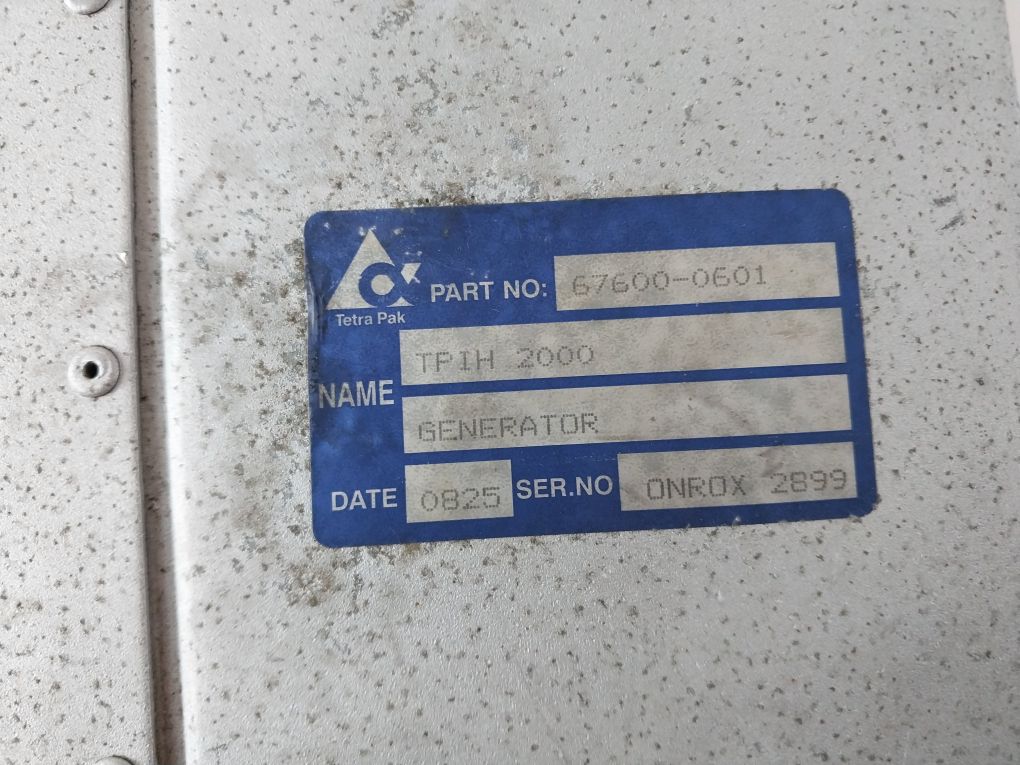 Tetra Pak
PART NO: 67600-0601
NAME TPIH 2000
GENERATOR
DATE 0825 SER.NO ONROX 2899